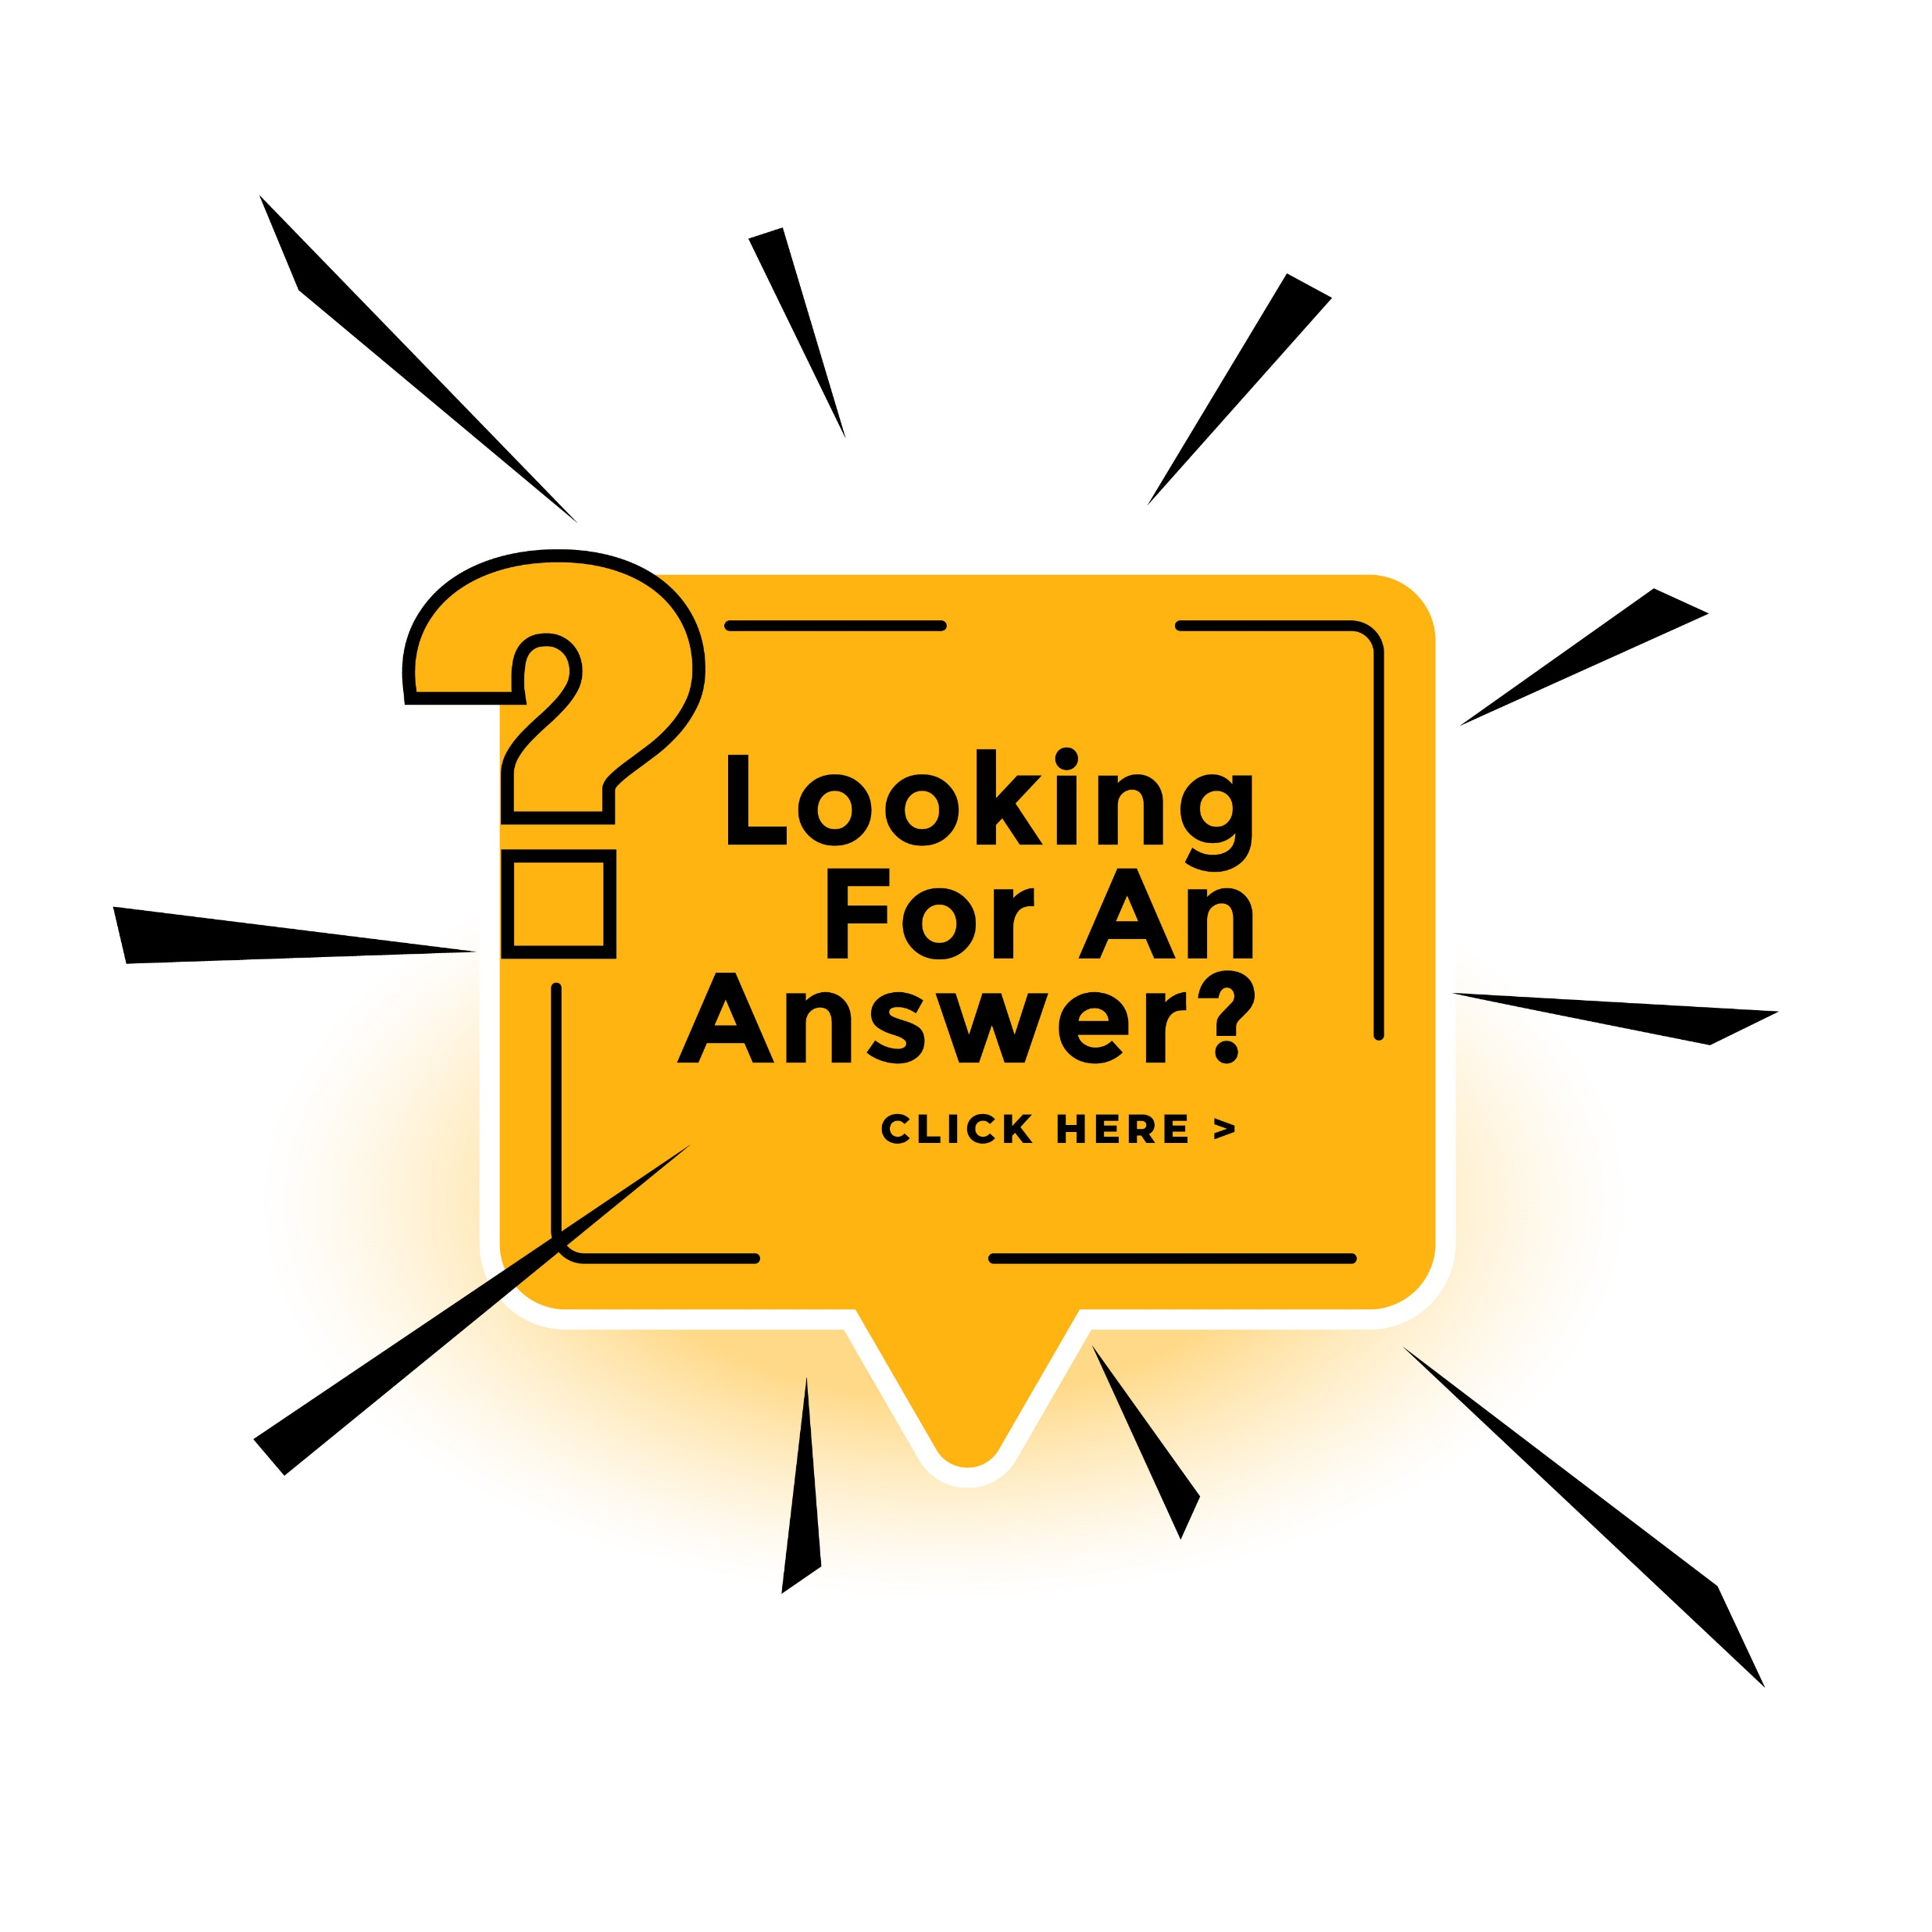 ?
Looking
For An
Answer?
CLICK HERE >